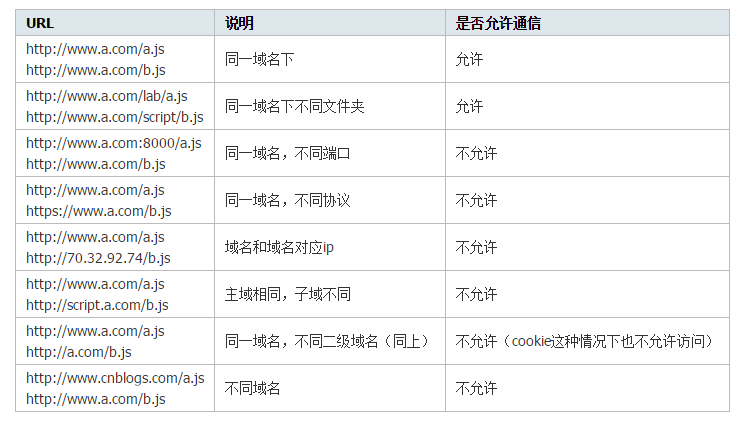 URL 说明 是否允许通信
http://www.a.com/a.js
http://www.a.com/b.js
同一域名下 允许
http://www.a.com/lab/a.js
http://www.a.com/script/b.js
同一域名下不同文件夹 允许
http://www.a.com:8000/a.js
http://www.a.com/b.js
同一域名，不同端口 不允许
http://www.a.com/a.js
https://www.a.com/b.js
同一域名，不同协议 不允许
http://www.a.com/a.js
http://70.32.92.74/b.js
域名和域名对应ip 不允许
http://www.a.com/a.js
http://script.a.com/b.js
主域相同，子域不同 不允许
http://www.a.com/a.js
http://a.com/b.js
同一域名，不同二级域名（同上） 不允许（cookie这种情况下也不允许访问）
http://www.cnblogs.com/a.js
http://www.a.com/b.js
不同域名 不允许